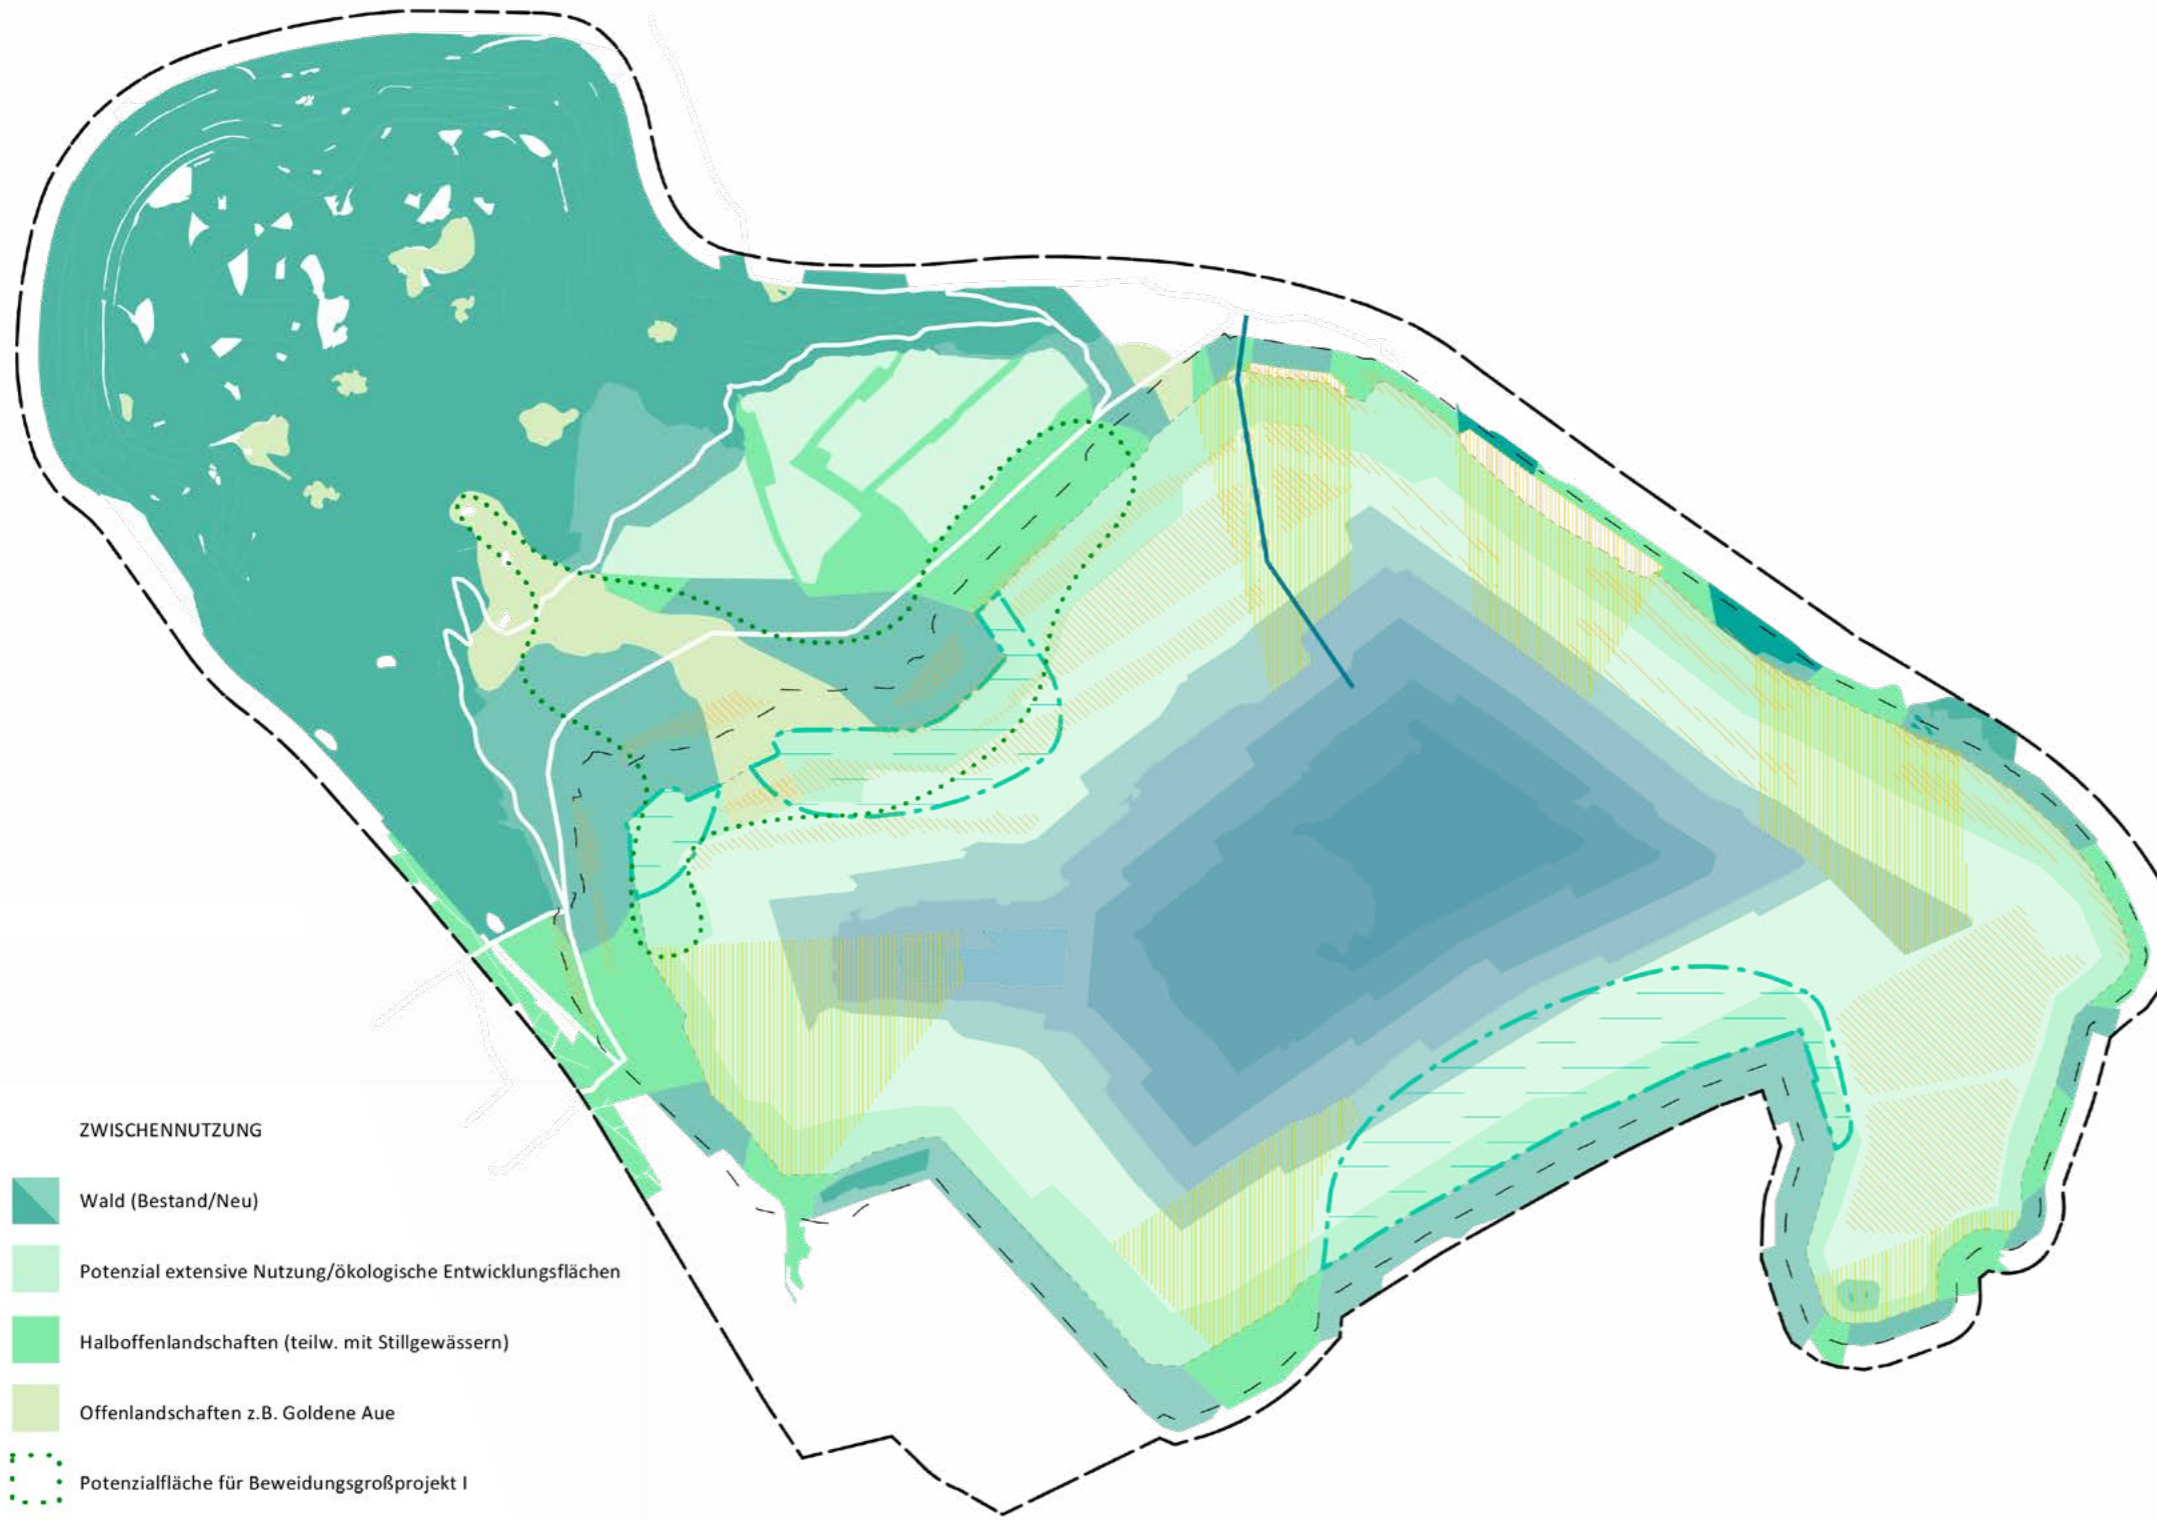 ZWISCHENNUTZUNG
Wald (Bestand/Neu)
Potenzial extensive Nutzung/ökologische Entwicklungsflächen
Halboffenlandschaften (teilw. mit Stillgewässern)
Offenlandschaften z.B. Goldene Aue
Potenzialfläche für Beweidungsgroßprojekt I